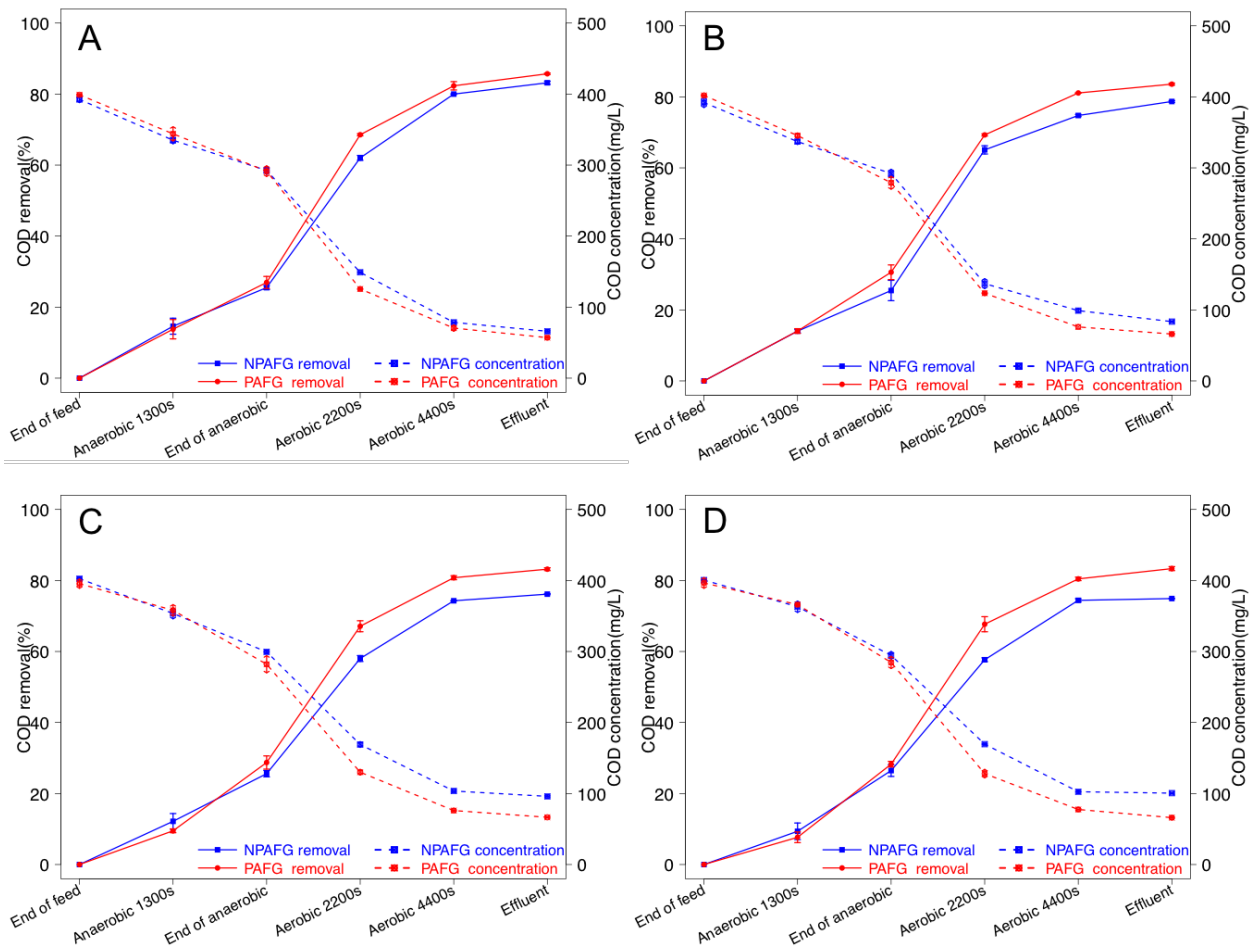 A
COD removal(%)
100
80
60
40
20
0
500
400
300
200
100
0
COD concentration(mg/L)
NPAFG removal
NPAFG concentration
PAFG removal
PAFG concentration
End of feed
Anaerobic 1300s
End of anaerobic
Aerobic 2200s
Aerobic 4400s
Effluent
B
COD removal(%)
100
80
60
40
20
0
500
400
300
200
100
0
COD concentration(mg/L)
NPAFG removal
NPAFG concentration
PAFG removal
PAFG concentration
End of feed
Anaerobic 1300s
End of anaerobic
Aerobic 2200s
Aerobic 4400s
Effluent
C
COD removal(%)
100
80
60
40
20
0
500
400
300
200
100
0
COD concentration(mg/L)
NPAFG removal
NPAFG concentration
PAFG removal
PAFG concentration
End of feed
Anaerobic 1300s
End of anaerobic
Aerobic 2200s
Aerobic 4400s
Effluent
D
COD removal(%)
100
80
60
40
20
0
500
400
300
200
100
0
COD concentration(mg/L)
NPAFG removal
NPAFG concentration
PAFG removal
PAFG concentration
End of feed
Anaerobic 1300s
End of anaerobic
Aerobic 2200s
Aerobic 4400s
Effluent